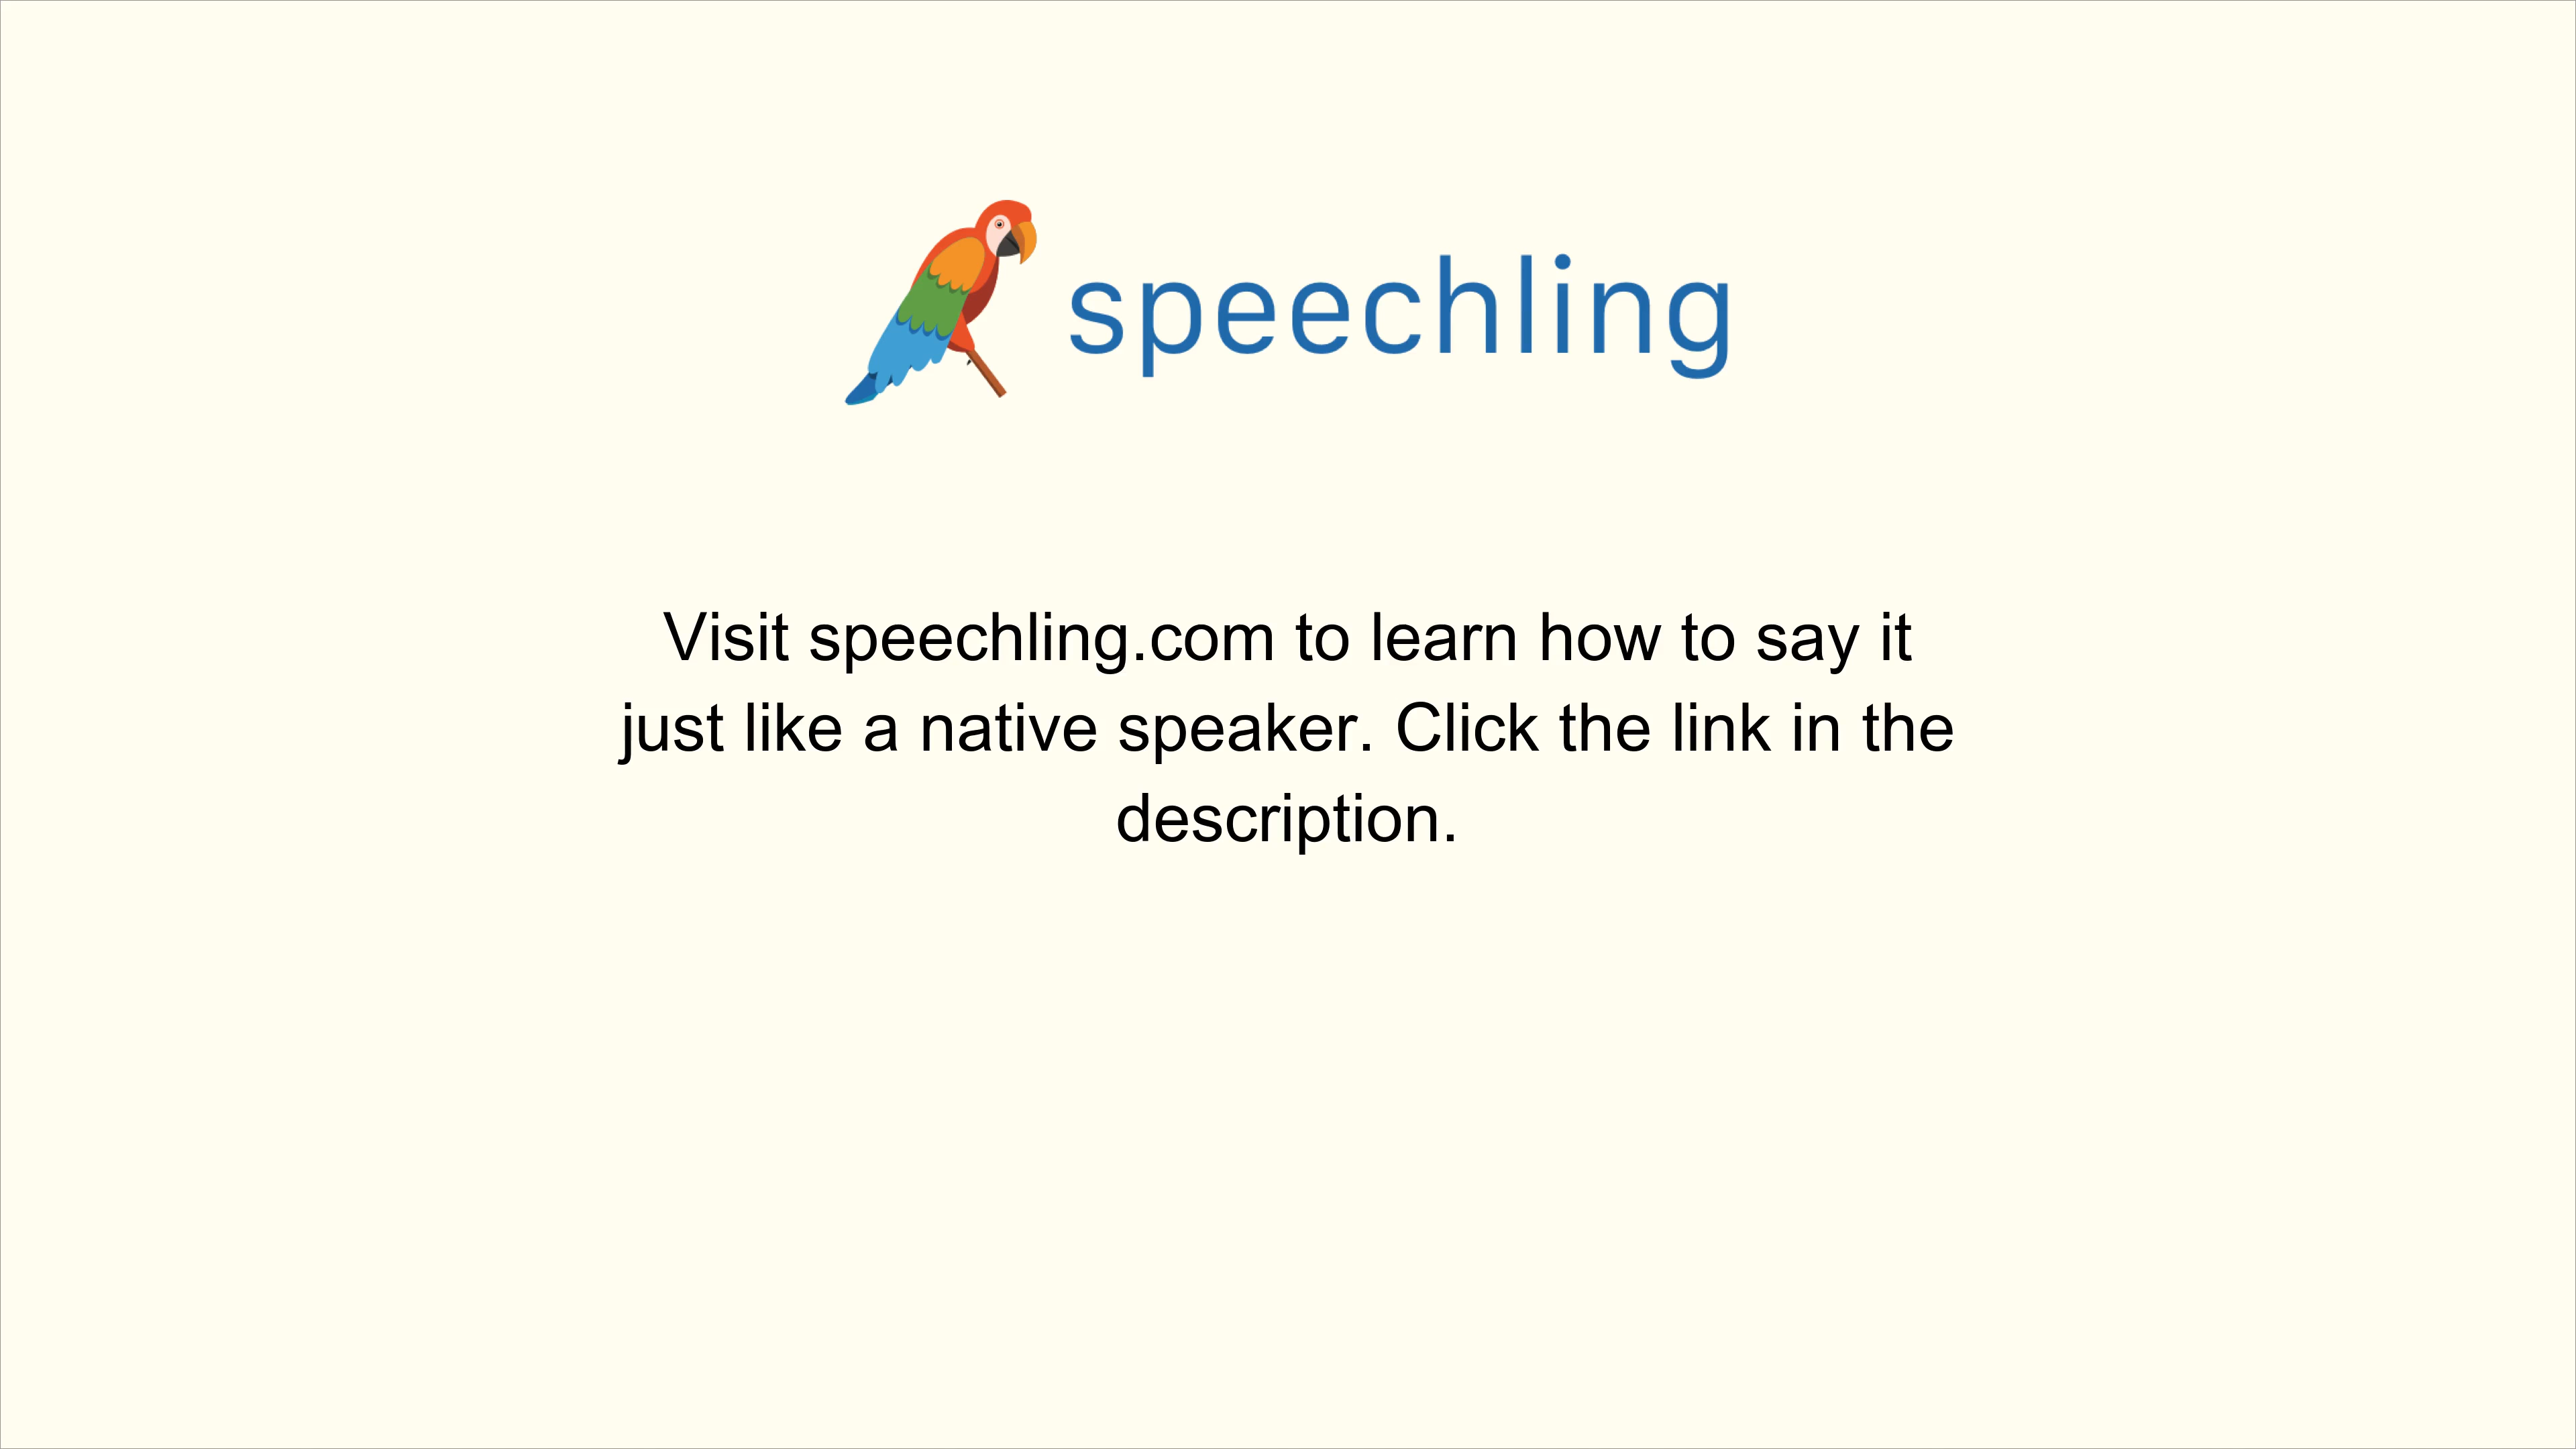 speechling
Visit speechling.com to learn how to say it
just like a native speaker. Click the link in the
description.